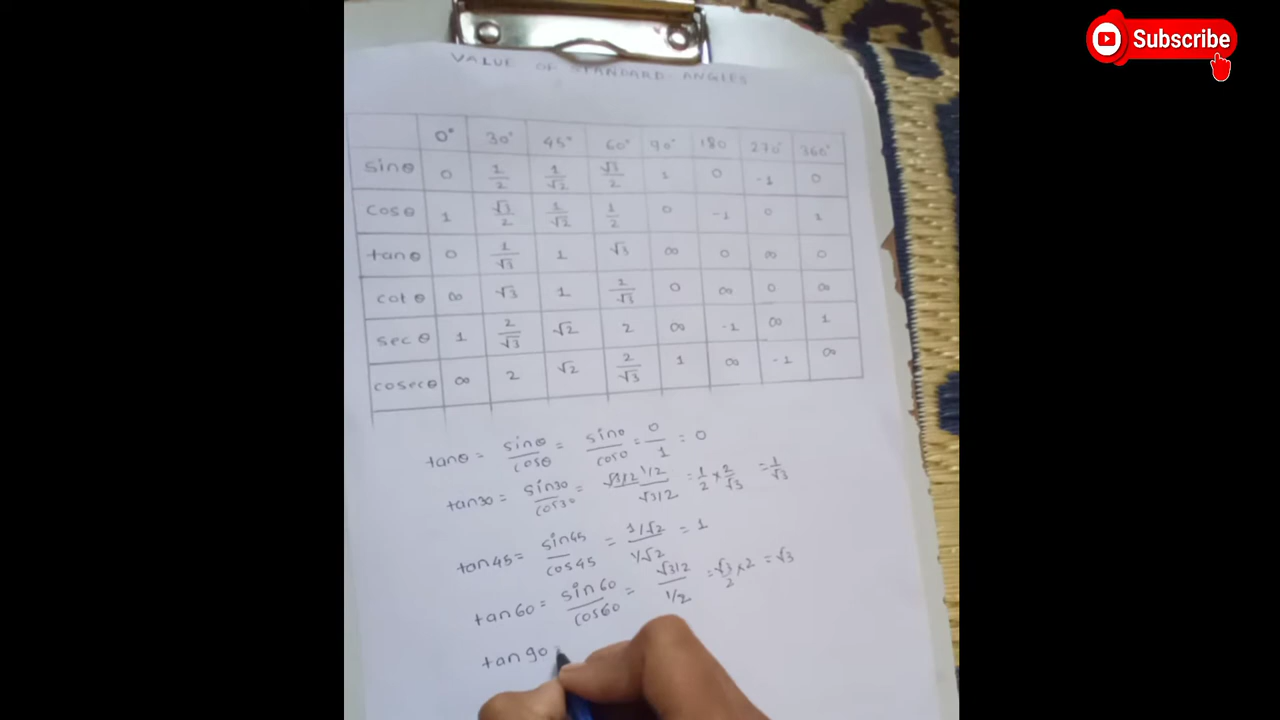 Subscribe
VALUE OF STANDARD ANGLES
0° 30° 45° 60° 90° 180 270° 360°
sinθ 0 1/2 1/√2 √3/2 1 0 -1 0
cosθ 1 √3/2 1/√2 1/2 0 -1 0 1
tanθ 0 1/√3 1 √3 ∞ 0 ∞ 0
cot θ ∞ √3 1 1/√3 0 ∞ 0 ∞
sec θ 1 2/√3 √2 2 ∞ -1 ∞ 1
cosecθ ∞ 2 √2 2/√3 1 ∞ -1 ∞
tanθ = sinθ/cosθ = sin0/cos0 = 0/1 = 0
tan30 = sin30/cos30 = 1/2/√3/2 = 1/2 × 2/√3 = 1/√3
tan45 = sin45/cos45 = 1/√2/1/√2 = 1
tan60 = sin60/cos60 = √3/2/1/2 = √3/2 × 2 = √3
tan90